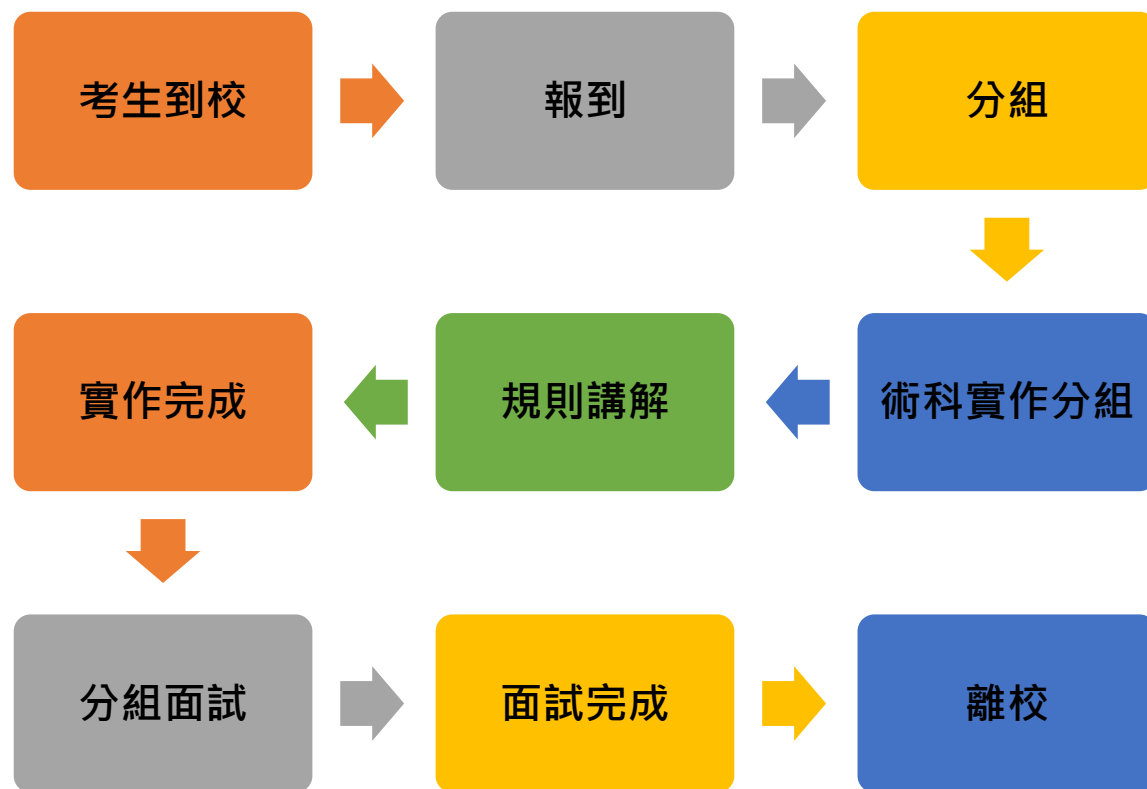 考生到校
報到
分組
術科實作分組
規則講解
實作完成
分組面試
面試完成
離校